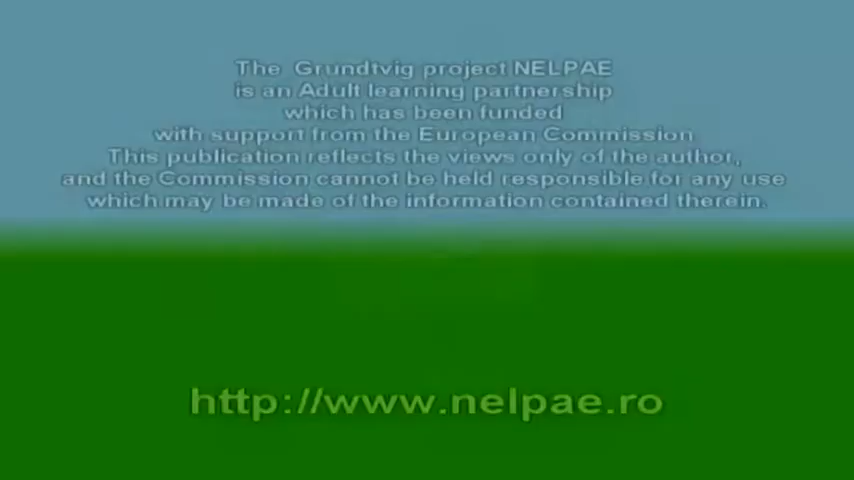 The Grundtvig project NELPAE
is an Adult learning partnership
which has been funded
with support from the European Commission
This publication reflects the views only of the author,
and the Commission cannot be held responsible for any use
which may be made of the information contained therein.
http://www.nelpae.ro